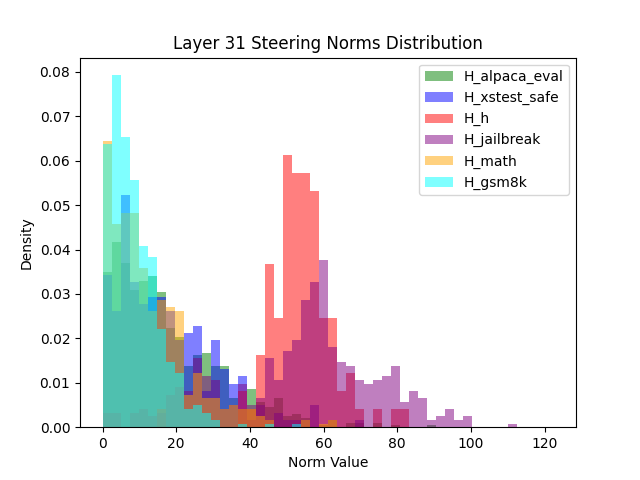 Layer 31 Steering Norms Distribution
H_alpaca_eval
H_xstest_safe
H_h
H_jailbreak
H_math
H_gsm8k
0.08
0.07
0.06
0.05
0.04
0.03
0.02
0.01
0.00
Density
0 20 40 60 80 100 120
Norm Value